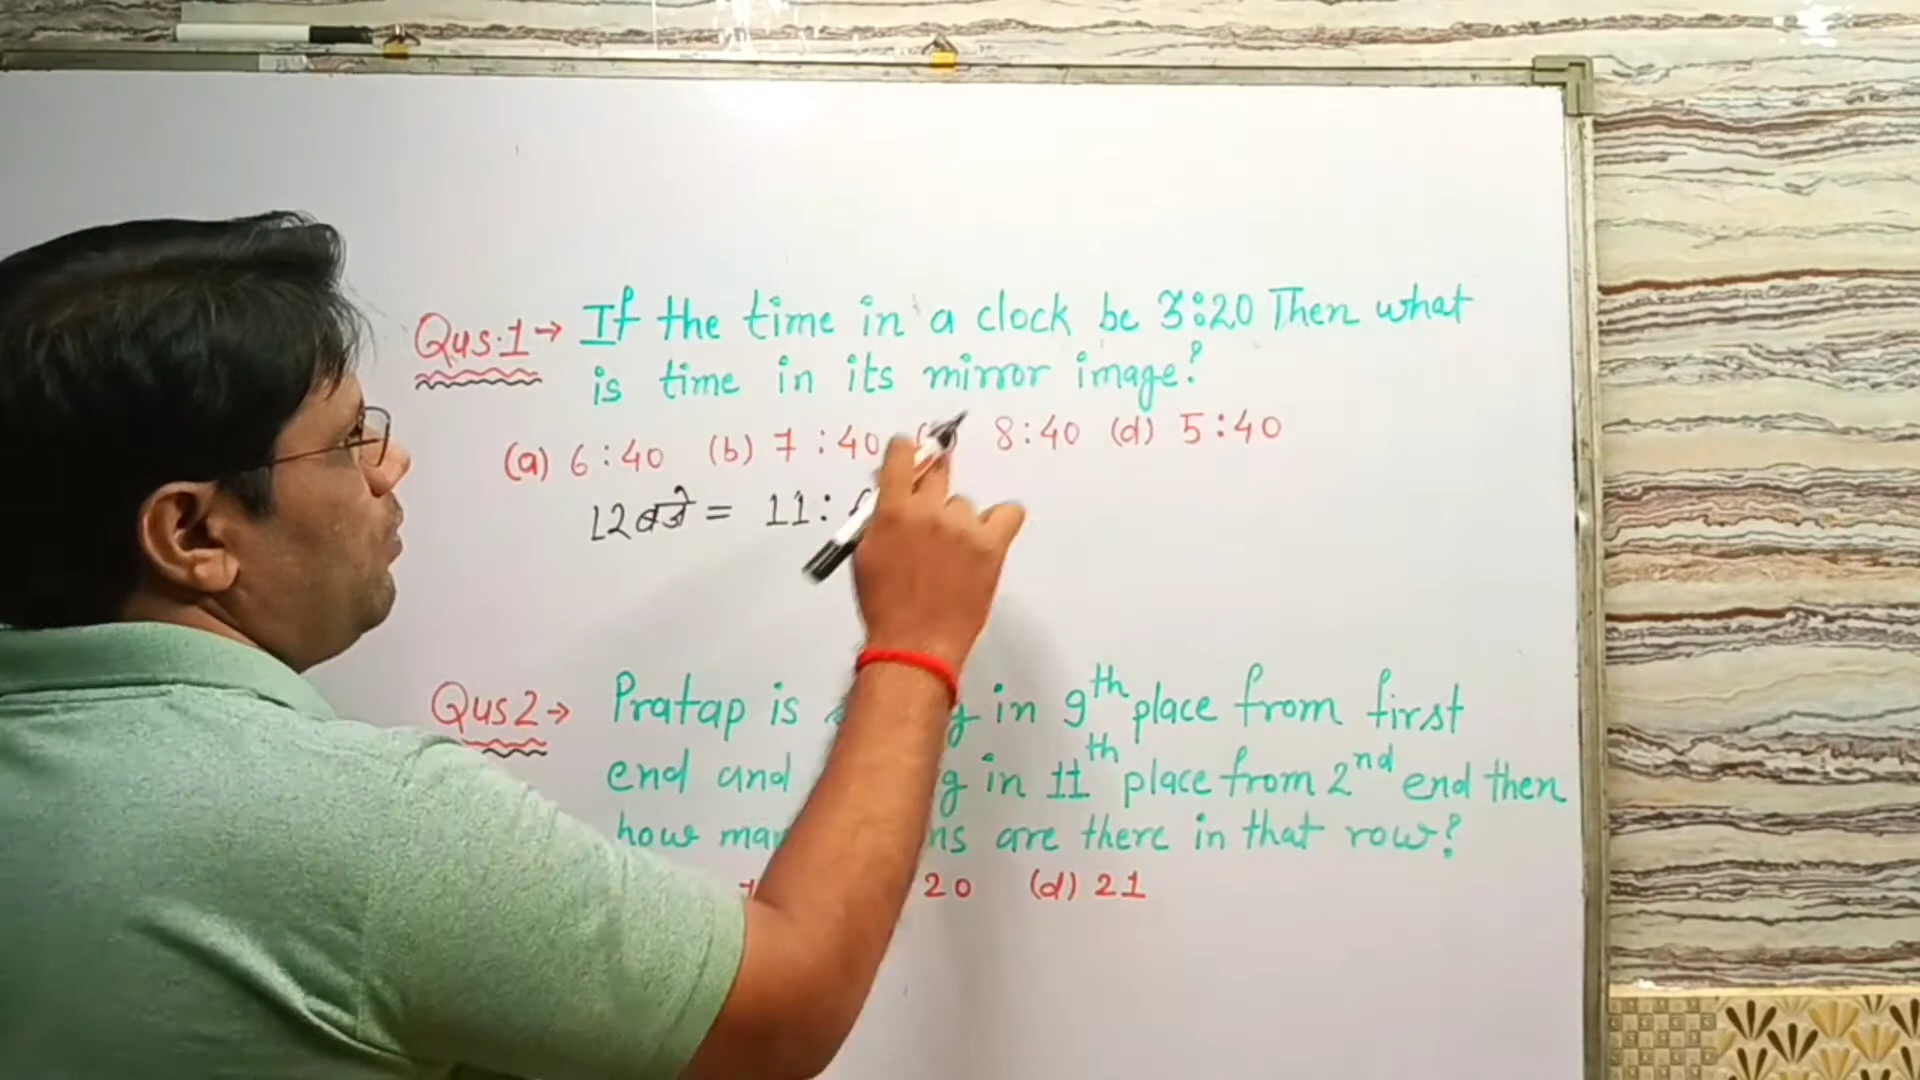 Qus.1→ If the time in a clock be 3:20 Then what
is time in its mirror image?
(a) 6:40 (b) 7:40 8:40 (d) 5:40
12बजे = 11:
Qus2→ Pratap is in 9th place from first
end and in 11th place from 2nd end then
how are there in that row?
20 (d) 21